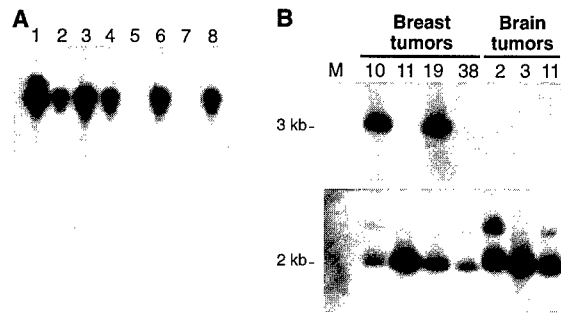 A
1 2 3 4 5 6 7 8
B
Breast tumors
Brain tumors
M 10 11 19 38 2 3 11
3 kb-
2 kb-